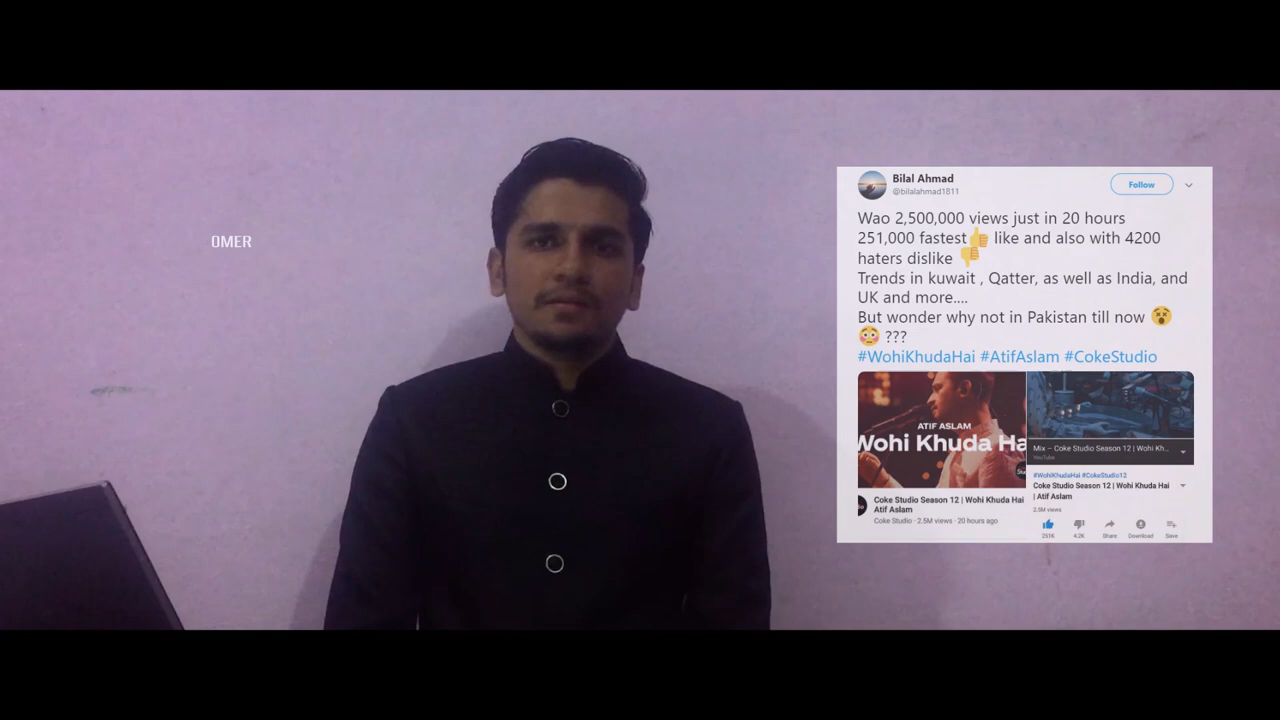 OMER
Bilal Ahmad
@bilalahmad1811
Follow
Wao 2,500,000 views just in 20 hours
251,000 fastest👍 like and also with 4200
haters dislike 👎
Trends in kuwait , Qatter, as well as India, and
UK and more....
But wonder why not in Pakistan till now 😵
😳 ???
#WohiKhudaHai #AtifAslam #CokeStudio
ATIF ASLAM
Wohi Khuda Ha
Coke Studio Season 12 | Wohi Khuda Hai
Atif Aslam
Coke Studio · 2.5M views · 20 hours ago
Mix – Coke Studio Season 12 | Wohi Kh...
YouTube
#WohiKhudaHai #CokeStudio12
Coke Studio Season 12 | Wohi Khuda Hai
| Atif Aslam
2.5M views
251K 4.2K Share Download Save